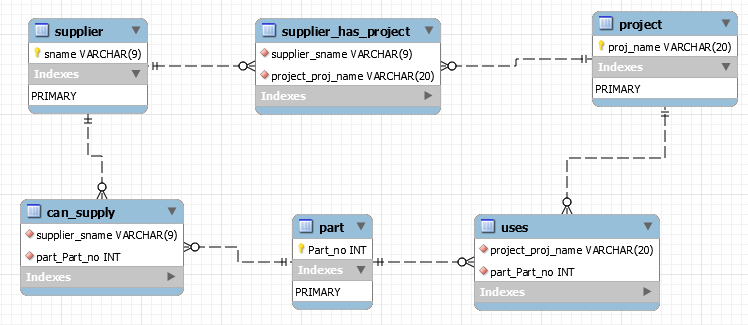 supplier
sname VARCHAR(9)
Indexes
PRIMARY
supplier_has_project
supplier_sname VARCHAR(9)
project_proj_name VARCHAR(20)
Indexes
project
proj_name VARCHAR(20)
Indexes
PRIMARY
can_supply
supplier_sname VARCHAR(9)
part_Part_no INT
Indexes
part
Part_no INT
Indexes
PRIMARY
uses
project_proj_name VARCHAR(20)
part_Part_no INT
Indexes